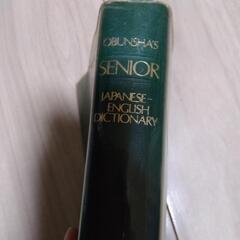 OBUNSHA'S
SENIOR
JAPANESE-
ENGLISH
DICTIONARY